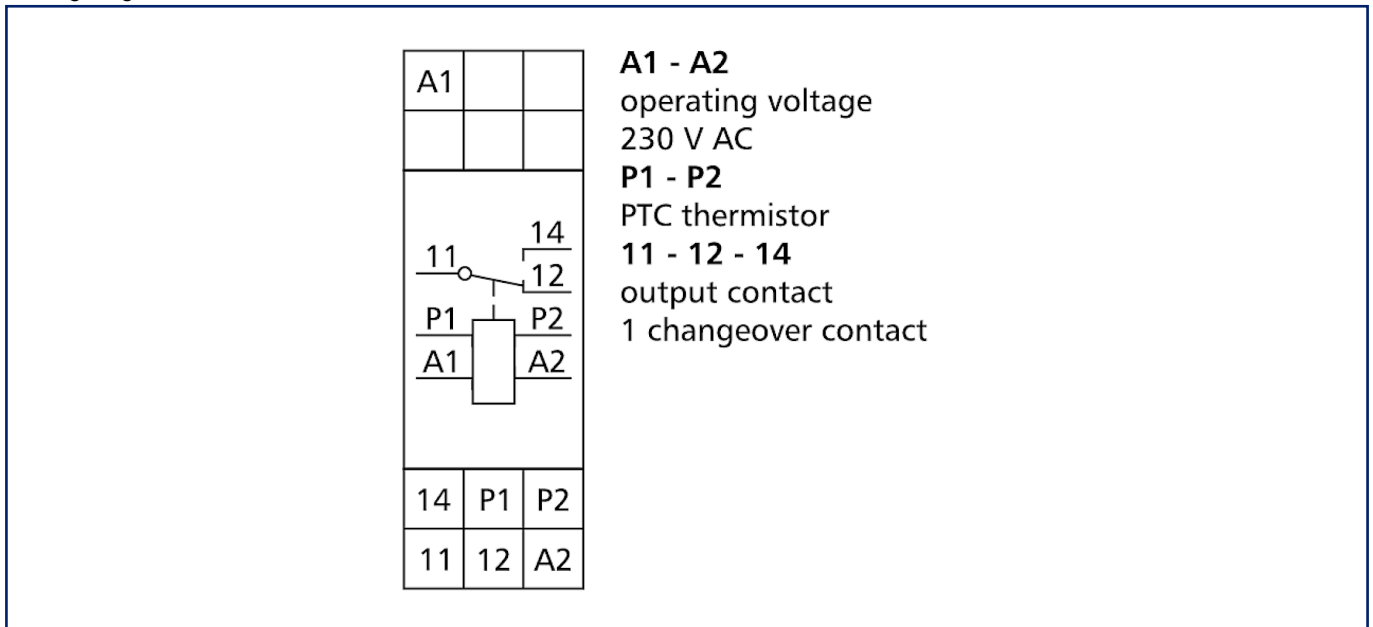 A1
A1 - A2
operating voltage
230 V AC
P1 - P2
PTC thermistor
11 - 12 - 14
output contact
1 changeover contact
14
11
12
P1 P2
A1 A2
14 P1 P2
11 12 A2